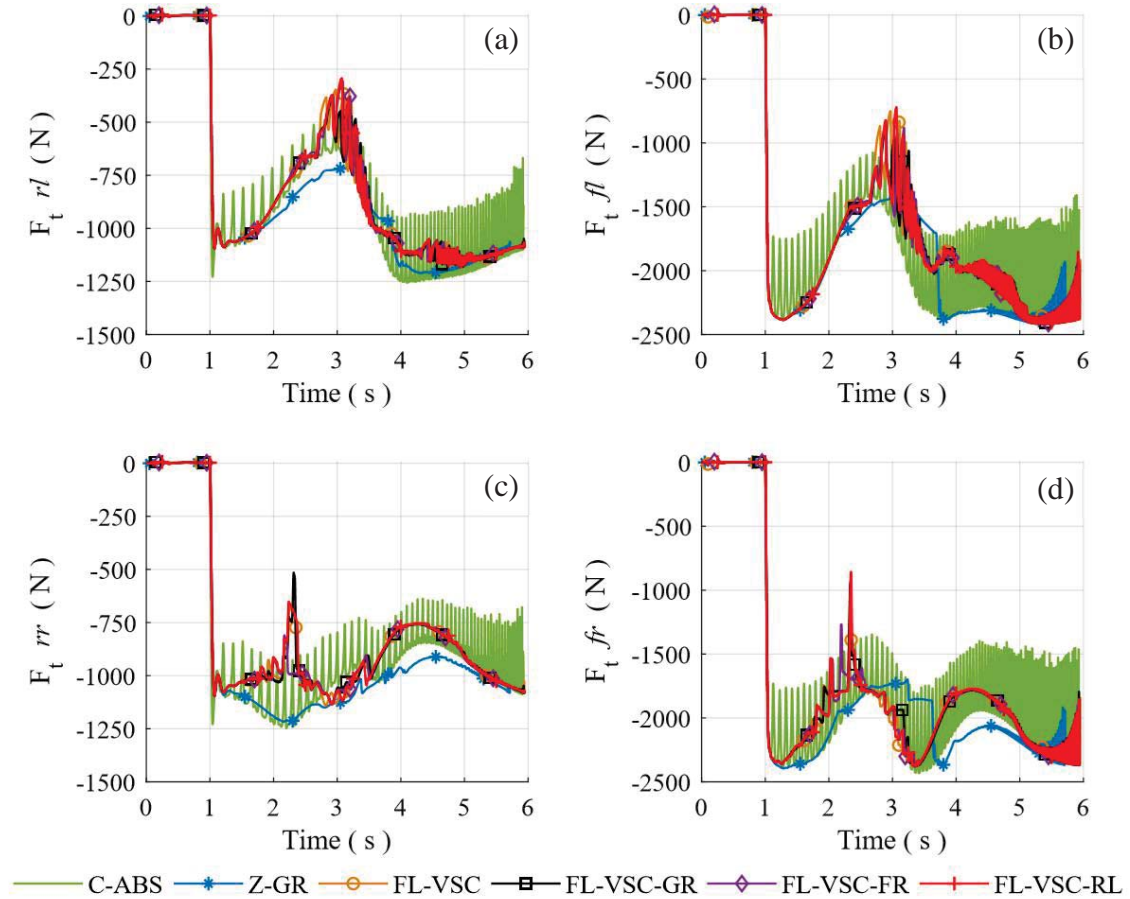 (a)
0
-250
-500
-750
-1000
-1250
-1500
F_t rl ( N )
0 1 2 3 4 5 6
Time ( s )
(b)
0
-500
-1000
-1500
-2000
-2500
F_t fl ( N )
0 1 2 3 4 5 6
Time ( s )
(c)
0
-250
-500
-750
-1000
-1250
-1500
F_t rr ( N )
0 1 2 3 4 5 6
Time ( s )
(d)
0
-500
-1000
-1500
-2000
-2500
F_t fr ( N )
0 1 2 3 4 5 6
Time ( s )
C-ABS Z-GR FL-VSC FL-VSC-GR FL-VSC-FR FL-VSC-RL